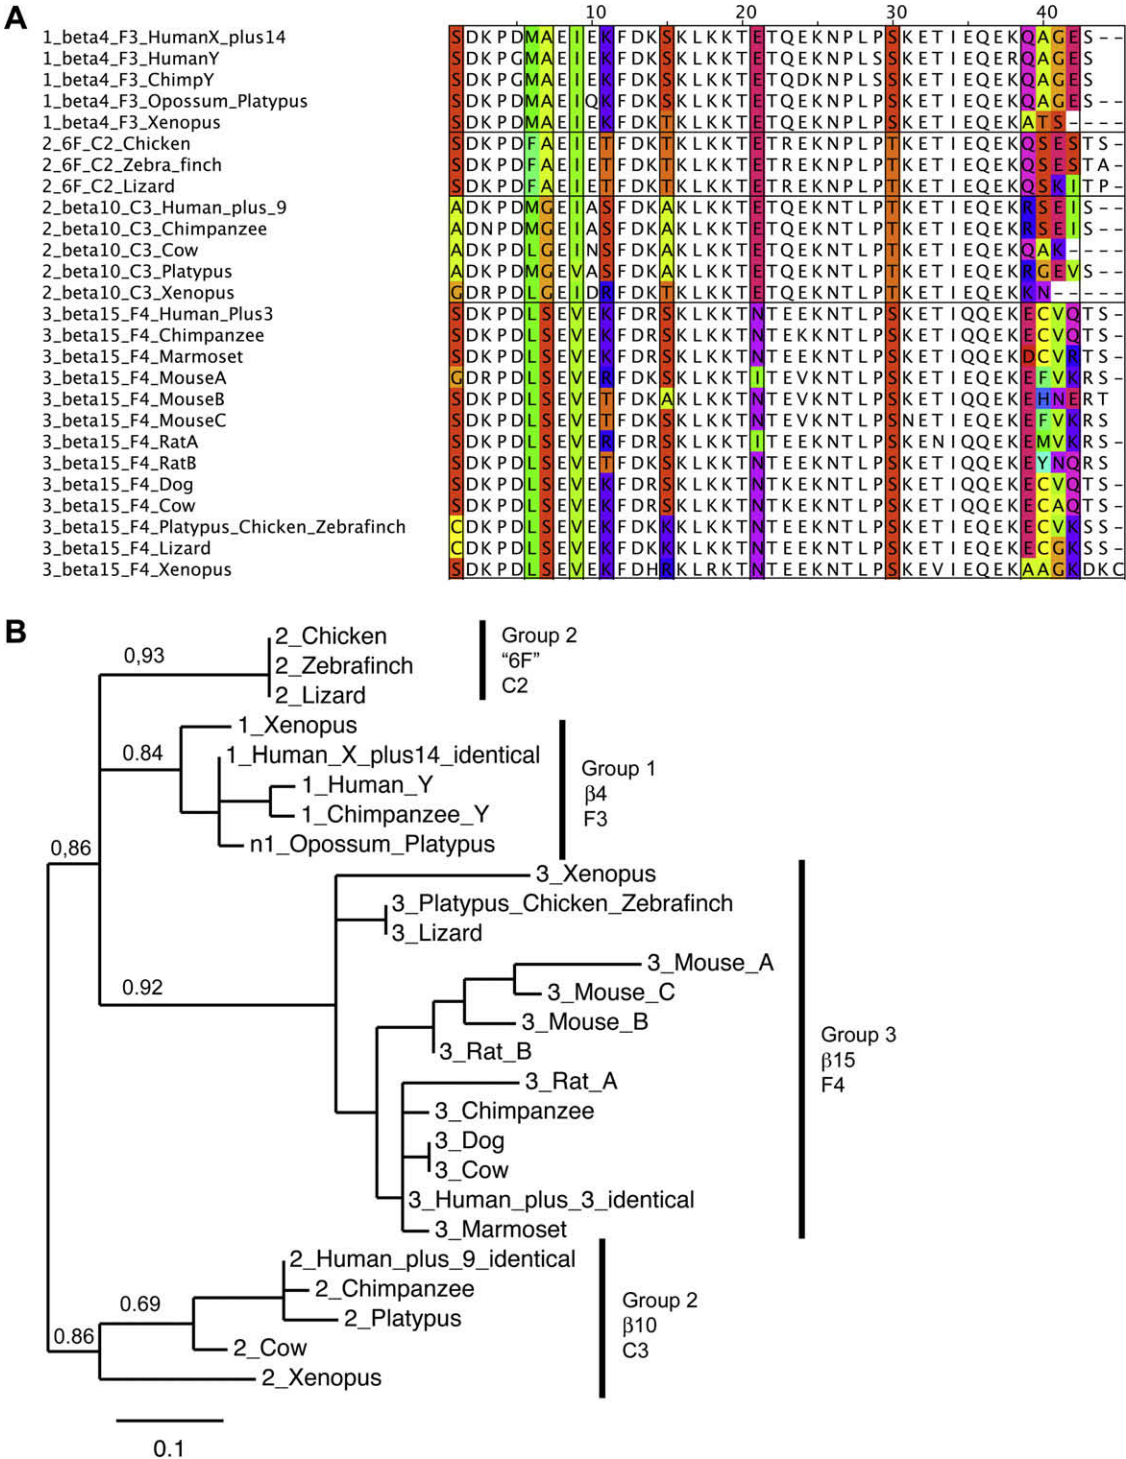 A
10 20 30 40
1_beta4_F3_HumanX_plus14 SDKPDMAEIEKFDKSKLKKTETQEKNPLPSKETIEQEKQAGES--
1_beta4_F3_HumanY SDKPGMAEIEKFDKSKLKKTETQEKNPLSSKETIEQERQAGES
1_beta4_F3_ChimpY SDKPGMAEIEKFDKSKLKKTETQDKNPLSSKETIEQEKQAGES
1_beta4_F3_Opossum_Platypus SDKPDMAEIQKFDKSKLKKTETQEKNPLPSKETIEQEKQAGES--
1_beta4_F3_Xenopus SDKPDMAEIEKFDKTKLKKTETQEKNPLPSKETIEQEKATS----
2_6F_C2_Chicken SDKPDFAEIETFDKTKLKKTETREKNPLPTKETIEQEKQSESTS-
2_6F_C2_Zebra_finch SDKPDFAEIETFDKTKLKKTETREKNPLPTKETIEQEKQSESTA-
2_6F_C2_Lizard SDKPDFAEIETFDKTKLKKTETREKNPLPTKETIEQEKQSKITP-
2_beta10_C3_Human_plus_9 ADKPDMGEIASFDKAKLKKTETQEKNTLPTKETIEQEKRSEIS--
2_beta10_C3_Chimpanzee ADNPDMGEIASFDKAKLKKTETQEKNTLPTKETIEQEKRSEIS--
2_beta10_C3_Cow ADKPDLGEINSFDKAKLKKTETQEKNTLPTKETIEQEKQAK----
2_beta10_C3_Platypus ADKPDMGEVASFDKAKLKKTETQEKNTLPTKETIEQEKRGEVS--
2_beta10_C3_Xenopus GDRPDLGEIDRFDKTKLKKTETQEKNTLPTKETIEQEKKN-----
3_beta15_F4_Human_Plus3 SDKPDLSEVEKFDRSKLKKTNTEEKNTLPSKETIQQEKECVQTS-
3_beta15_F4_Chimpanzee SDKPDLSEVEKFDRSKLKKTNTEEKNTLPSKETIQQEKECVQTS-
3_beta15_F4_Marmoset SDKPDLSEVEKFDRSKLKKTNTEEKNTLPSKETIQQEKDCVRTS-
3_beta15_F4_MouseA GDRPDLSEVERFDKSKLKKTITEVKNTLPSKETIEQEKEFVKRS-
3_beta15_F4_MouseB SDKPDLSEVETFDKAKLKKTNTEVKNTLPSKETIEQEKEHNERT
3_beta15_F4_MouseC SDKPDLSEVETFDKSKLKKTNTEEKNTLPSNETIEQEKEFVKRS
3_beta15_F4_RatA SDKPDLSEVERFDRSKLKKTITEEKNTLPSKENIQQEKEMVKRS-
3_beta15_F4_RatB SDKPDLSEVETFDKSKLKKTNTEEKNTLPSKETIQQEKEYNQRS
3_beta15_F4_Dog SDKPDLSEVEKFDRSKLKKTNTEEKNTLPSKETIQQEKECVQTS-
3_beta15_F4_Cow SDKPDLSEVEKFDRSKLKKTNTKEKNTLPSKETIQQEKECAQTS-
3_beta15_F4_Platypus_Chicken_Zebrafinch CDKPDLSEVEKFDKKKLKKTNTEEKNTLPSKETIEQEKECVKSS-
3_beta15_F4_Lizard CDKPDLSEVEKFDKKKLKKTNTEEKNTLPSKETIEQEKECGKSS-
3_beta15_F4_Xenopus SDKPDLSEVEKFDHRKLRKTNTEEKNTLPSKEVIEQEKAAGKDKC
B
2_Chicken
0,93
2_Zebrafinch
2_Lizard
Group 2
"6F"
C2
1_Xenopus
0.84
1_Human_X_plus14_identical
1_Human_Y
1_Chimpanzee_Y
n1_Opossum_Platypus
Group 1
β4
F3
0,86
3_Xenopus
3_Platypus_Chicken_Zebrafinch
3_Lizard
3_Mouse_A
0.92
3_Mouse_C
3_Mouse_B
3_Rat_B
3_Rat_A
3_Chimpanzee
3_Dog
3_Cow
3_Human_plus_3_identical
3_Marmoset
Group 3
β15
F4
2_Human_plus_9_identical
2_Chimpanzee
0.69
2_Platypus
0.86
2_Cow
2_Xenopus
Group 2
β10
C3
0.1